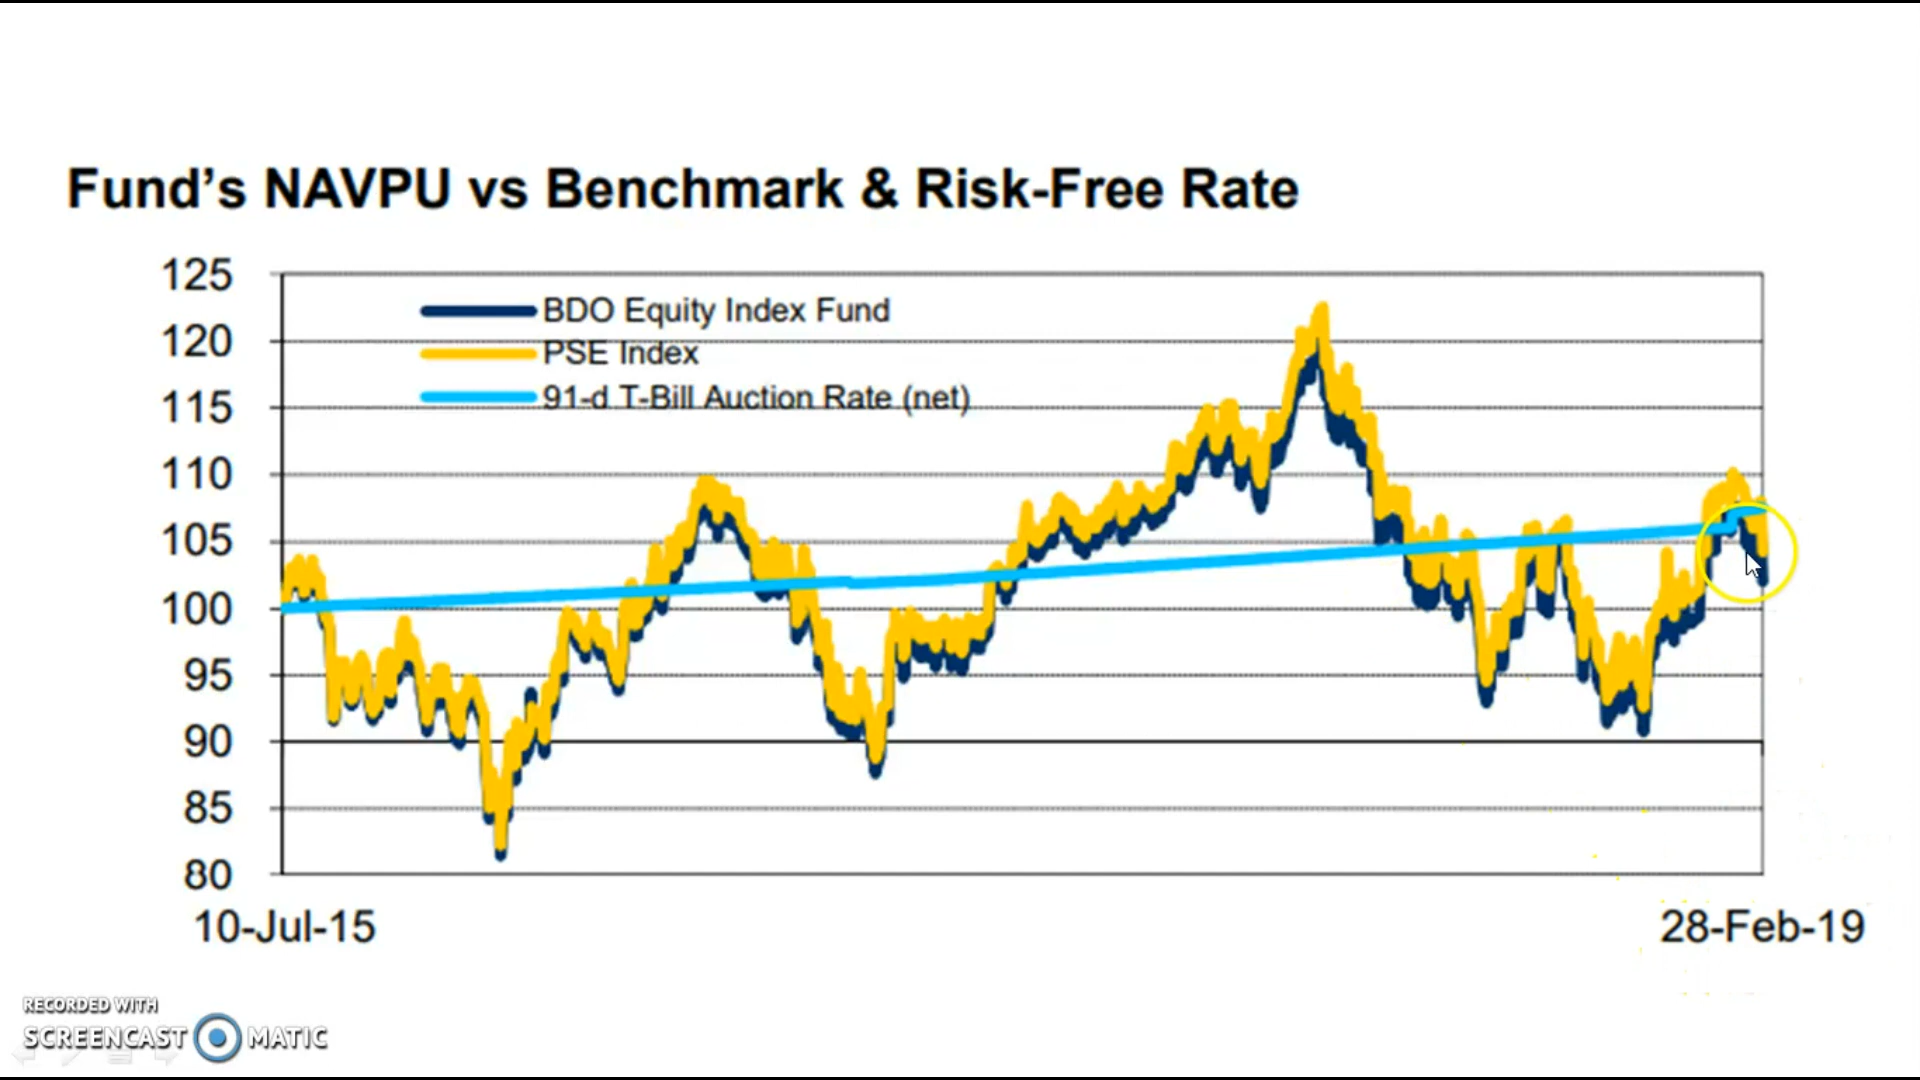 Fund’s NAVPU vs Benchmark & Risk-Free Rate
125
120
115
110
105
100
95
90
85
80
BDO Equity Index Fund
PSE Index
91-d T-Bill Auction Rate (net)
10-Jul-15
28-Feb-19
RECORDED WITH
SCREENCAST MATIC